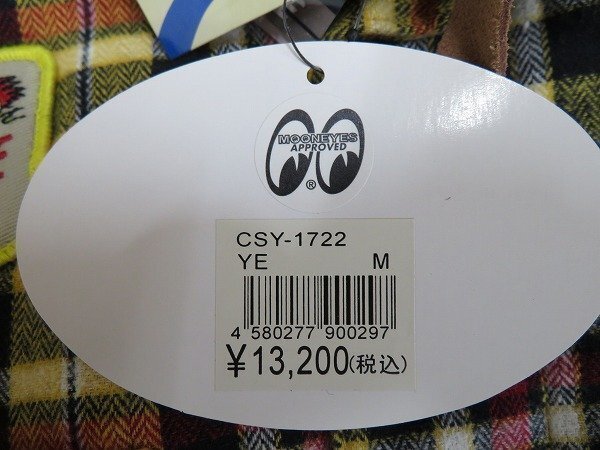 MOONEYES
APPROVED
®
CSY-1722
YE M
4 580277 900297
¥13,200(税込)